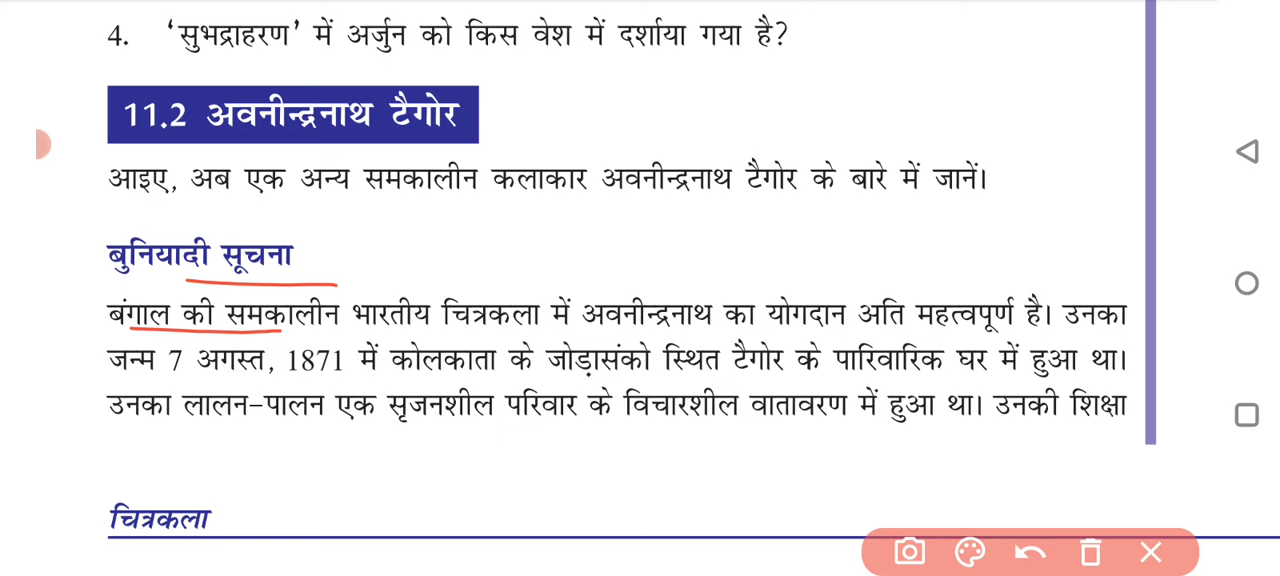 4. 'सुभद्राहरण' में अर्जुन को किस वेश में दर्शाया गया है?
11.2 अवनीन्द्रनाथ टैगोर
आइए, अब एक अन्य समकालीन कलाकार अवनीन्द्रनाथ टैगोर के बारे में जानें।
बुनियादी सूचना
बंगाल की समकालीन भारतीय चित्रकला में अवनीन्द्रनाथ का योगदान अति महत्वपूर्ण है। उनका
जन्म 7 अगस्त, 1871 में कोलकाता के जोड़ासंको स्थित टैगोर के पारिवारिक घर में हुआ था।
उनका लालन-पालन एक सृजनशील परिवार के विचारशील वातावरण में हुआ था। उनकी शिक्षा
चित्रकला